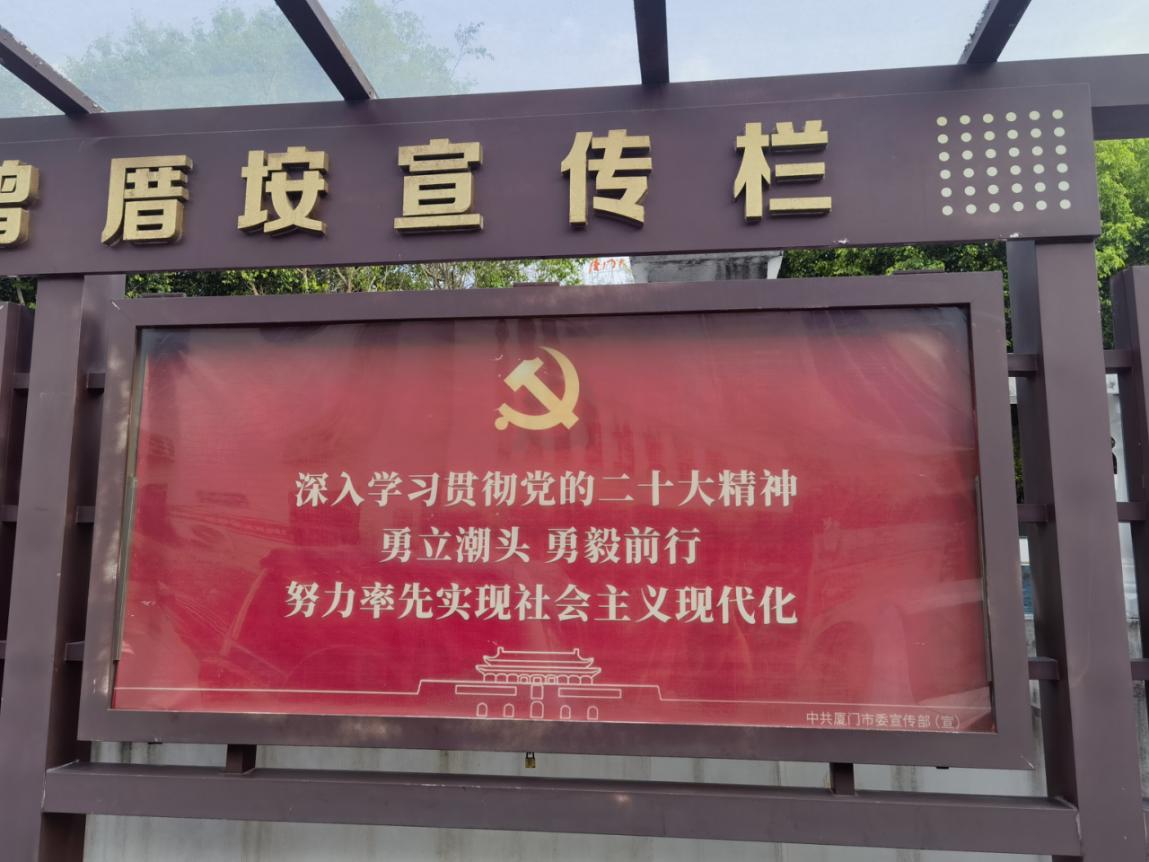 曾厝垵宣传栏
深入学习贯彻党的二十大精神
勇立潮头 勇毅前行
努力率先实现社会主义现代化
中共厦门市委宣传部（宣）